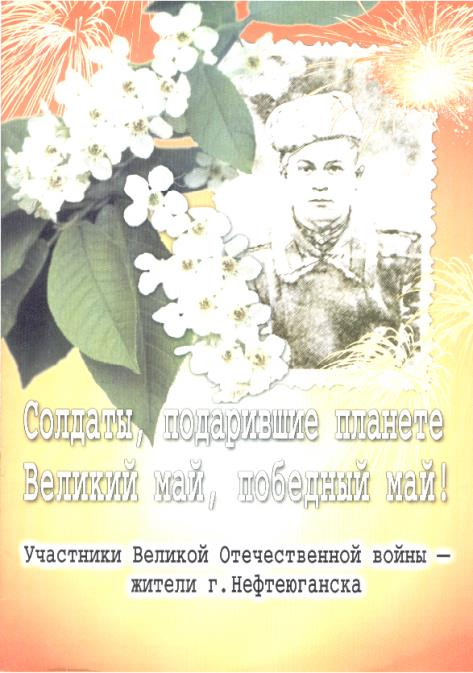 Солдаты, подарившие планете
Великий май, победный май!
Участники Великой Отечественной войны —
жители г.Нефтеюганска